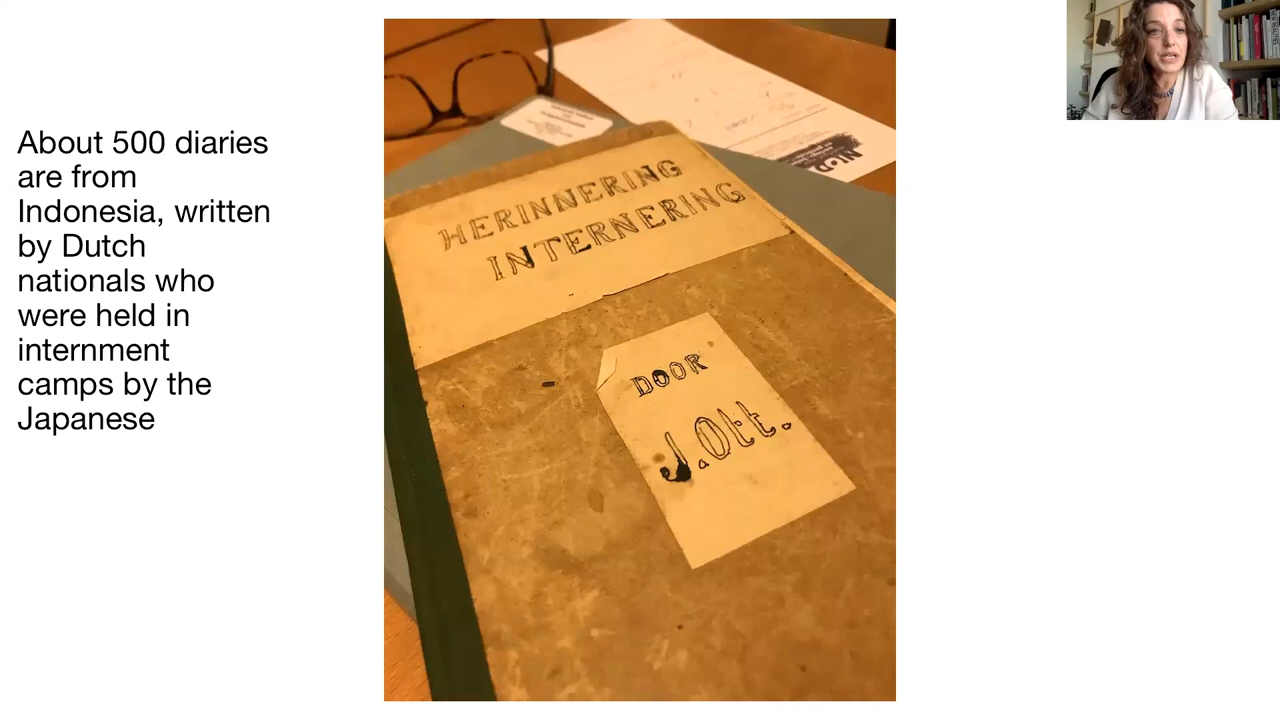 About 500 diaries
are from
Indonesia, written
by Dutch
nationals who
were held in
internment
camps by the
Japanese
HERINNERING
INTERNERING
DOOR
J.Ott.